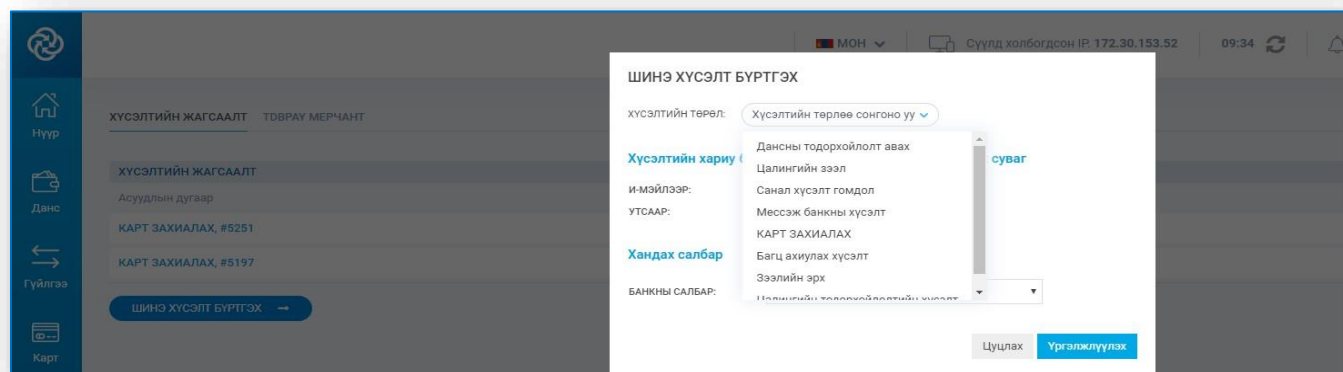 МОН
Сүүлд холбогдсон IP: 172.30.153.52
09:34
Нүүр
Данс
Гүйлгээ
Карт
ХҮСЭЛТИЙН ЖАГСААЛТ
TDBPAY МЕРЧАНТ
ХҮСЭЛТИЙН ЖАГСААЛТ
Асуудлын дугаар
КАРТ ЗАХИАЛАХ, #5251
КАРТ ЗАХИАЛАХ, #5197
ШИНЭ ХҮСЭЛТ БҮРТГЭХ
ШИНЭ ХҮСЭЛТ БҮРТГЭХ
ХҮСЭЛТИЙН ТӨРӨЛ:
Хүсэлтийн төрлөө сонгоно уу
Дансны тодорхойлолт авах
Цалингийн зээл
Санал хүсэлт гомдол
Мессэж банкны хүсэлт
КАРТ ЗАХИАЛАХ
Багц ахиулах хүсэлт
Зээлийн эрх
Цалингийн тодорхойлолтийн хүсэлт
Хүсэлтийн хариу
суваг
И-МЭЙЛЭЭР:
УТСААР:
Хандах салбар
БАНКНЫ САЛБАР:
Цуцлах
Үргэлжлүүлэх